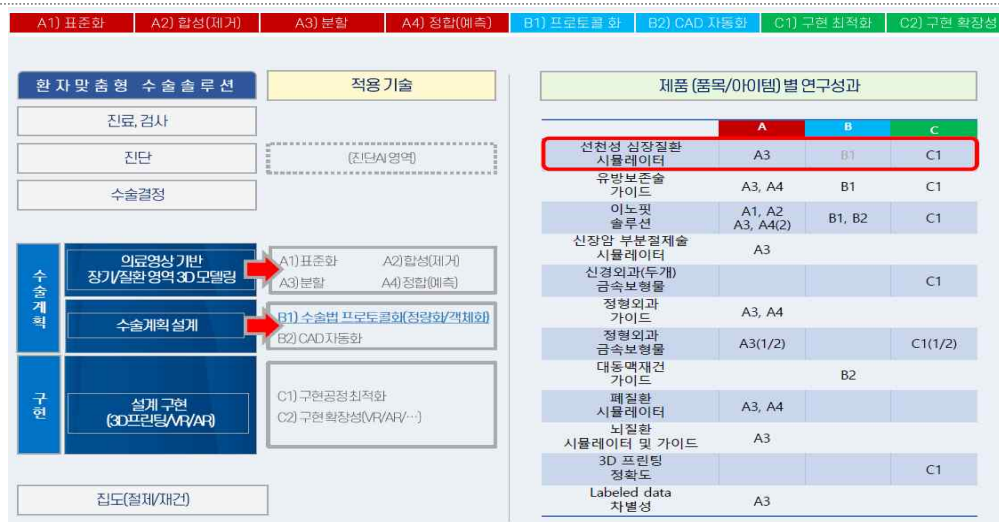 A1) 표준화 A2) 합성(제거) A3) 분할 A4) 정합(예측) B1) 프로토콜 화 B2) CAD 자동화 C1) 구현 최적화 C2) 구현 확장성
환자맞춤형 수술솔루션
적용 기술
진료, 검사
진단
(진단AI 영역)
수술결정
수술계획
의료영상 기반
장기/질환 영역 3D 모델링
A1)표준화 A2)합성(제거)
A3)분할 A4)정합(예측)
수술계획 설계
B1) 수술법 프로토콜화(정량화/객체화)
B2)CAD자동화
구현
설계 구현
(3D프린팅/VR/AR)
C1) 구현공정 최적화
C2) 구현 확장성(VR/AR/…)
집도(절제/재건)
제품 (품목/아이템) 별 연구성과
A B C
선천성 심장질환
시뮬레이터 A3 B1 C1
유방보존술
가이드 A3, A4 B1 C1
이노핏
솔루션 A1, A2
A3, A4(2) B1, B2 C1
신장암 부분절제술
시뮬레이터 A3
신경외과(두개)
금속보형물 C1
정형외과
가이드 A3, A4
정형외과
금속보형물 A3(1/2) C1(1/2)
대동맥재건
가이드 B2
폐질환
시뮬레이터 A3, A4
뇌질환
시뮬레이터 및 가이드 A3
3D 프린팅
정확도 C1
Labeled data
차별성 A3